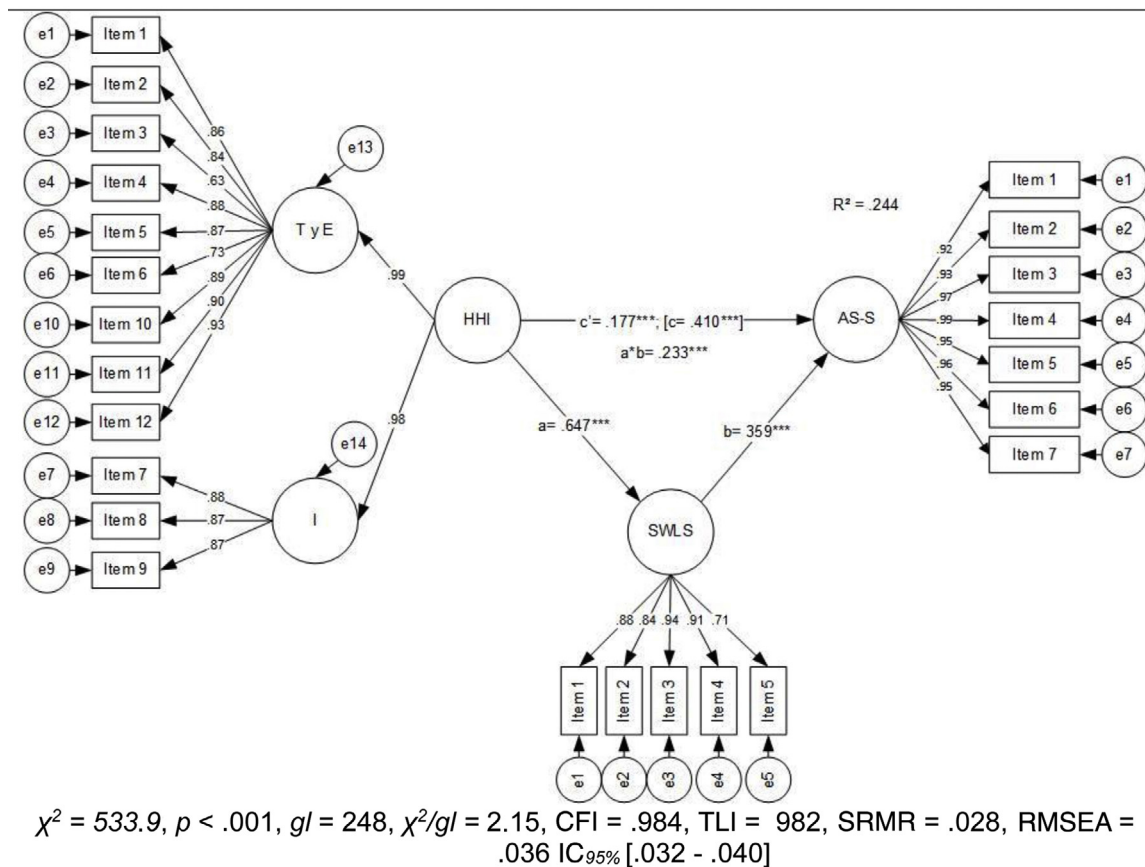 e1 Item 1
e2 Item 2
e3 Item 3
e4 Item 4
e5 Item 5
e6 Item 6
e10 Item 10
e11 Item 11
e12 Item 12
e7 Item 7
e8 Item 8
e9 Item 9
.86
.84
.63
.88
.87
.73
.89
.90
.93
.88
.87
.87
e13
T y E
e14
I
.99
.98
HHI
c'= .177***; [c= .410***]
a*b= .233***
a= .647***
b= 359***
R² = .244
AS-S
.92
.93
.97
.99
.95
.96
.95
Item 1 e1
Item 2 e2
Item 3 e3
Item 4 e4
Item 5 e5
Item 6 e6
Item 7 e7
SWLS
.88 .84 .94 .91 .71
Item 1 Item 2 Item 3 Item 4 Item 5
e1 e2 e3 e4 e5
χ² = 533.9, p < .001, gl = 248, χ²/gl = 2.15, CFI = .984, TLI = 982, SRMR = .028, RMSEA =
.036 IC95% [.032 - .040]